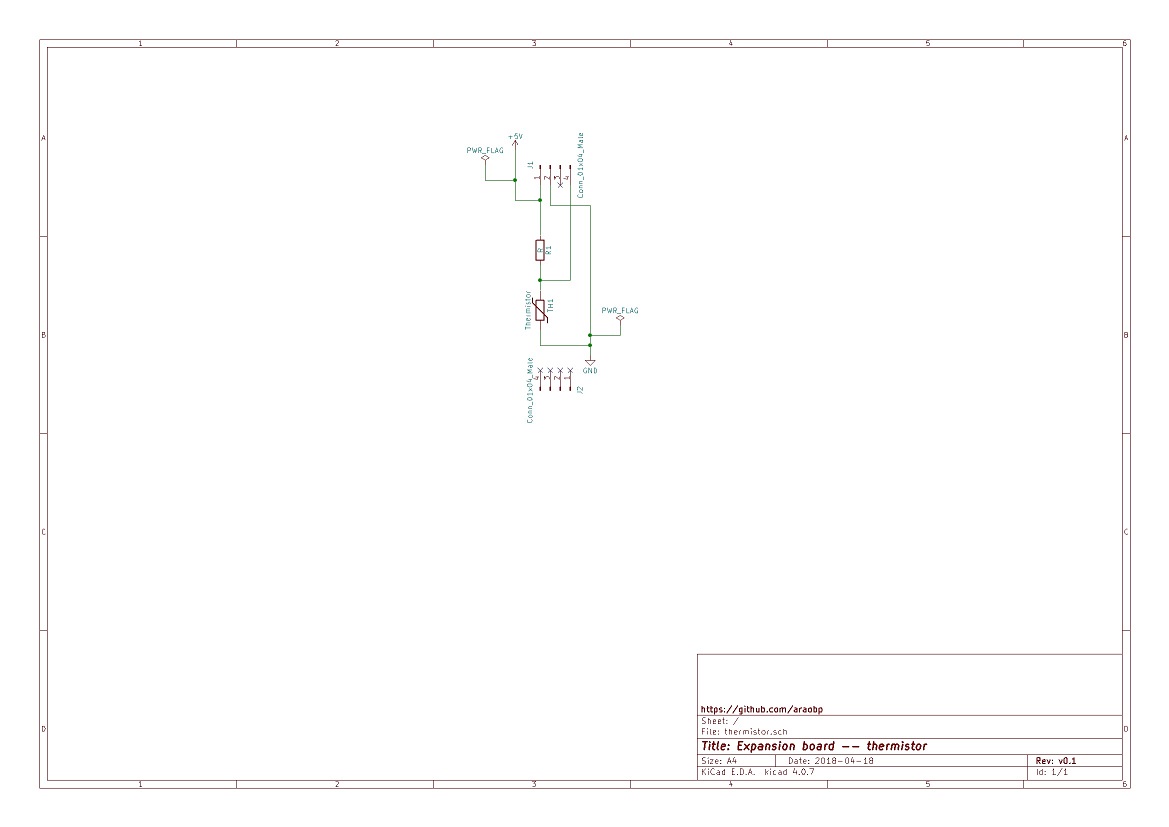 1 2 3 4 5 6
A A
+5V
PWR_FLAG
J1
Conn_01x04_Male
1 2 3 4
R
R1
Thermistor
TH1
PWR_FLAG
B B
GND
Conn_01x04_Male
4 3 2 1
J2
C C
https://github.com/araobp
Sheet: /
File: thermistor.sch
D D
Title: Expansion board -- thermistor
Size: A4 Date: 2018-04-18 Rev: v0.1
KiCad E.D.A. kicad 4.0.7 Id: 1/1
1 2 3 4 5 6